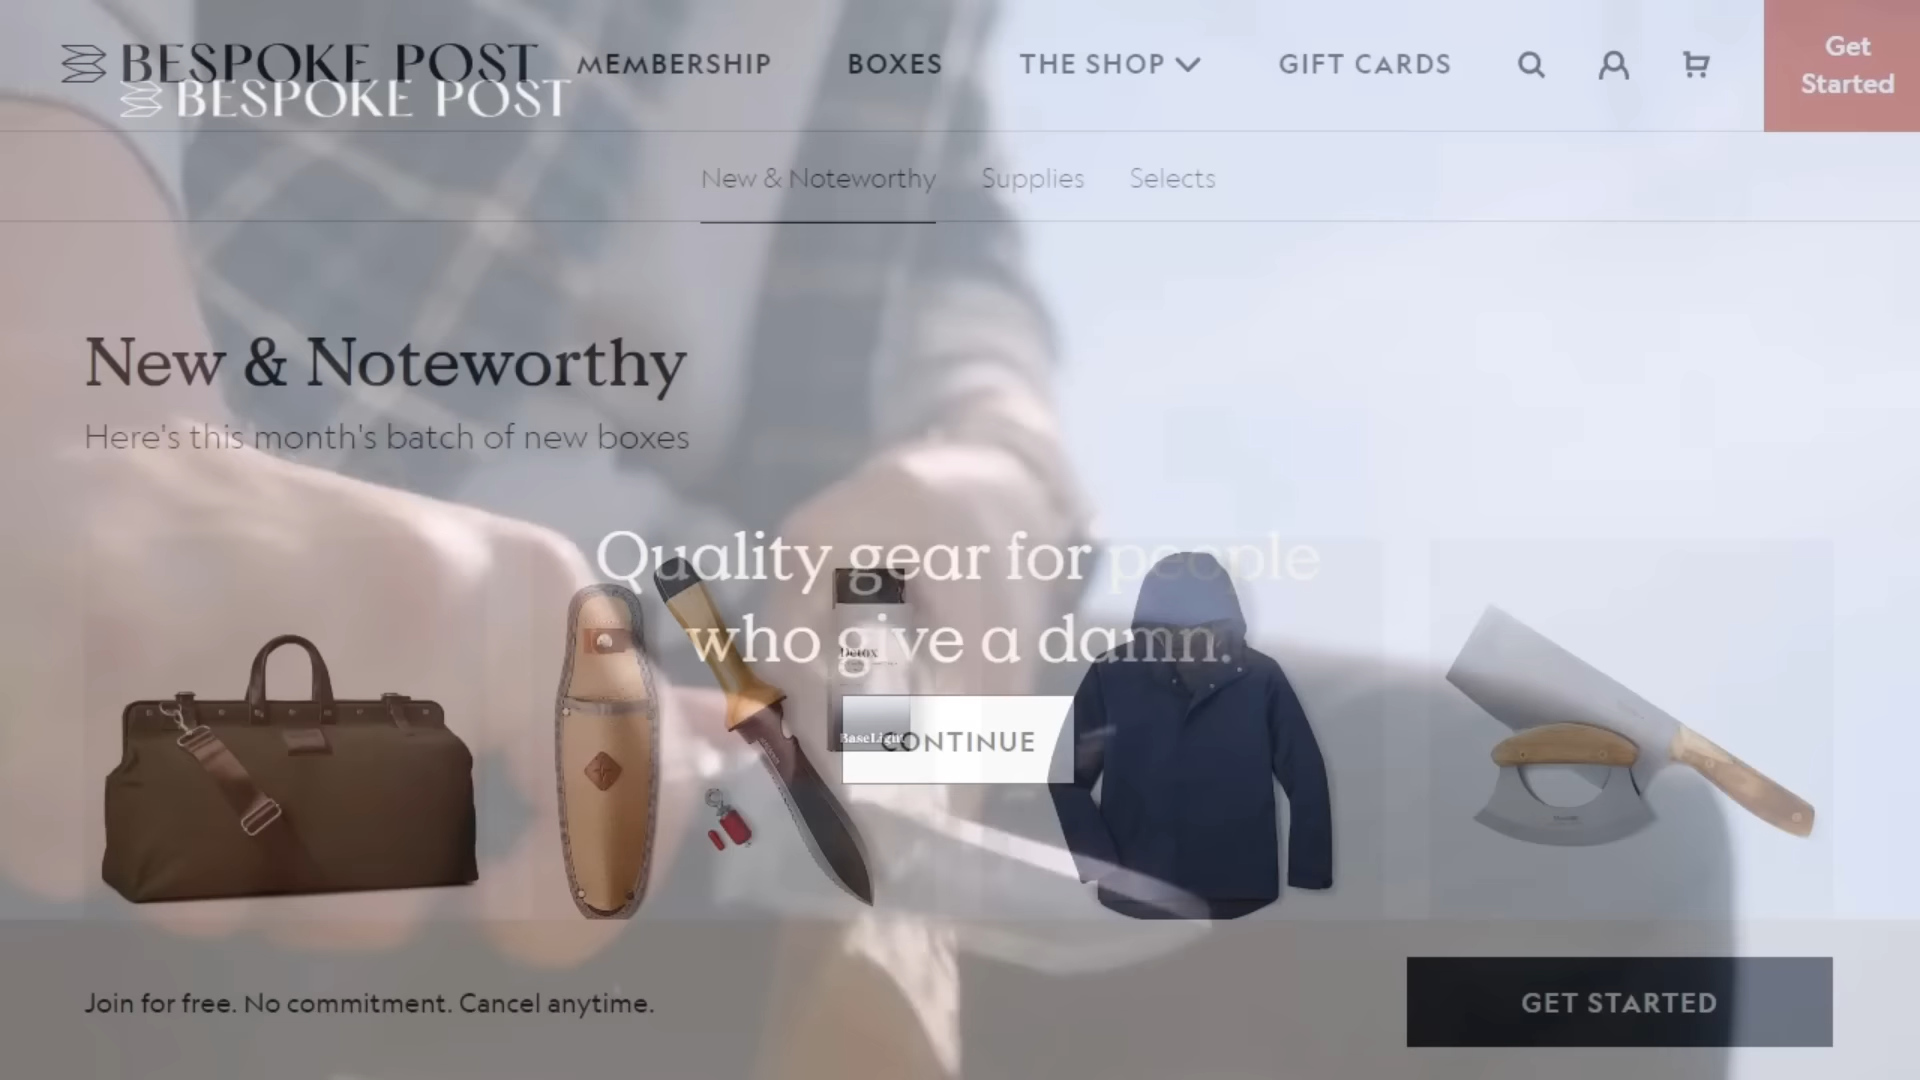 BESPOKE POST
BESPOKE POST
MEMBERSHIP
BOXES
THE SHOP
GIFT CARDS
Get
Started
New & Noteworthy
Supplies
Selects
New & Noteworthy
Here's this month's batch of new boxes
Quality gear for people
who give a damn.
Detox
BaseLight
CONTINUE
Join for free. No commitment. Cancel anytime.
GET STARTED